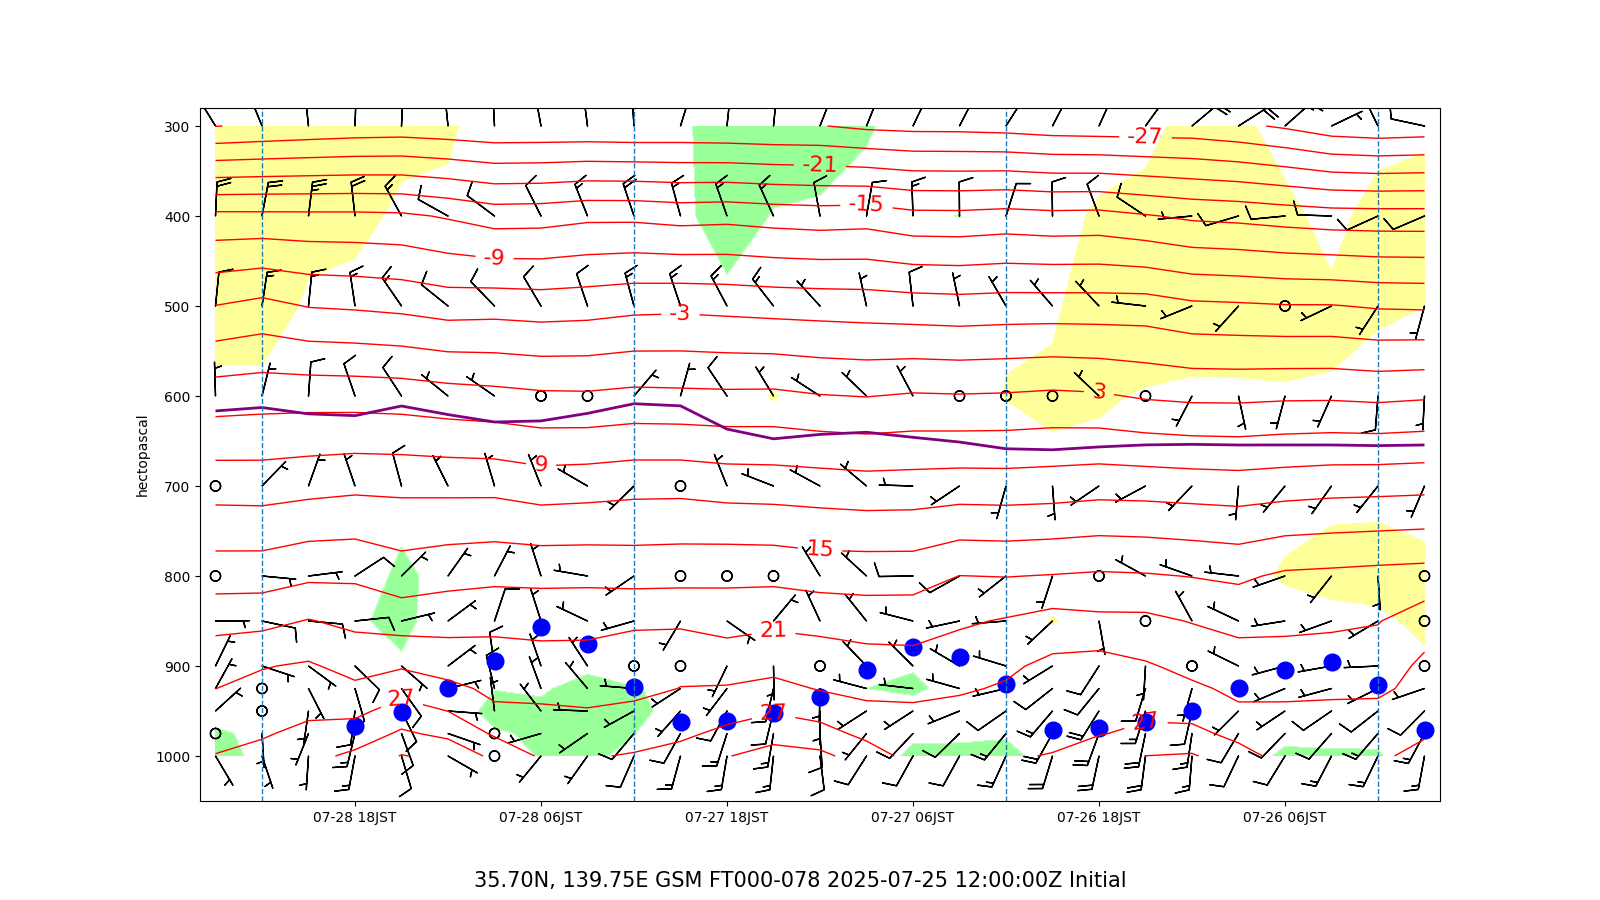 300
-27
-21
400
-15
-9
500
-3
600
3
9
700
15
800
21
900
27
27
27
1000
hectopascal
07-28 18JST
07-28 06JST
07-27 18JST
07-27 06JST
07-26 18JST
07-26 06JST
35.70N, 139.75E GSM FT000-078 2025-07-25 12:00:00Z Initial